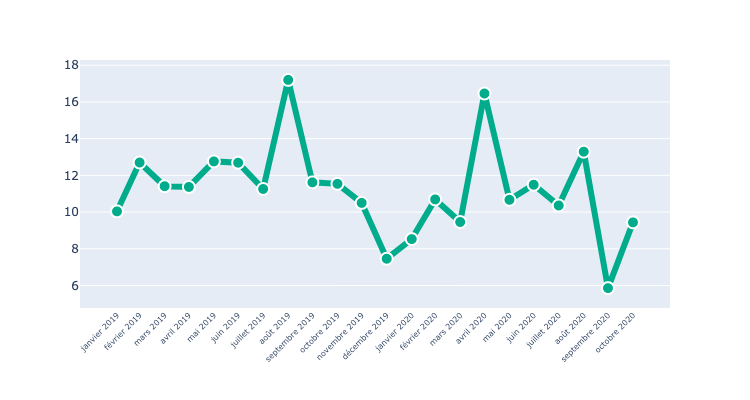 18
16
14
12
10
8
6
janvier 2019
février 2019
mars 2019
avril 2019
mai 2019
juin 2019
juillet 2019
août 2019
septembre 2019
octobre 2019
novembre 2019
décembre 2019
janvier 2020
février 2020
mars 2020
avril 2020
mai 2020
juin 2020
juillet 2020
août 2020
septembre 2020
octobre 2020